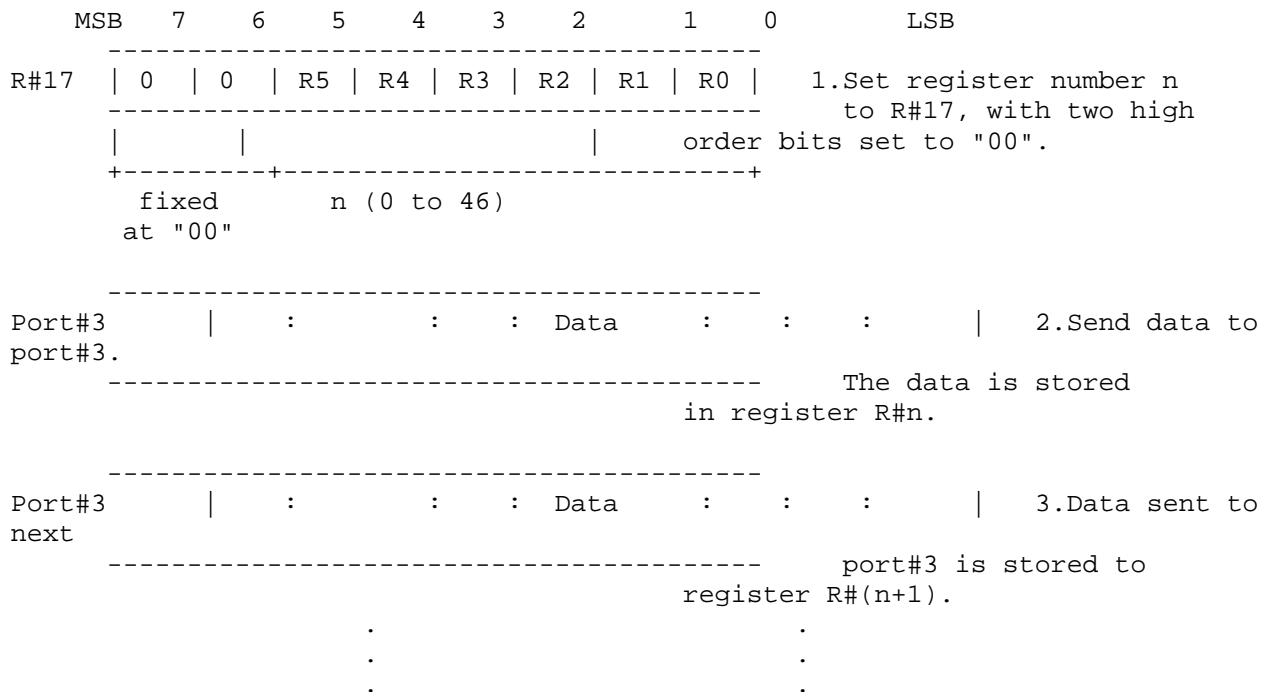 MSB 7 6 5 4 3 2 1 0 LSB
-----------------------------------------
R#17 | 0 | 0 | R5 | R4 | R3 | R2 | R1 | R0 | 1.Set register number n
----------------------------------------- to R#17, with two high
| | | order bits set to "00".
+---------+-----------------------------+
fixed n (0 to 46)
at "00"
-----------------------------------------
Port#3 | : : : Data : : : | 2.Send data to
port#3.
----------------------------------------- The data is stored
in register R#n.
-----------------------------------------
Port#3 | : : : Data : : : | 3.Data sent to
next
----------------------------------------- port#3 is stored to
register R#(n+1).
. .
. .
. .